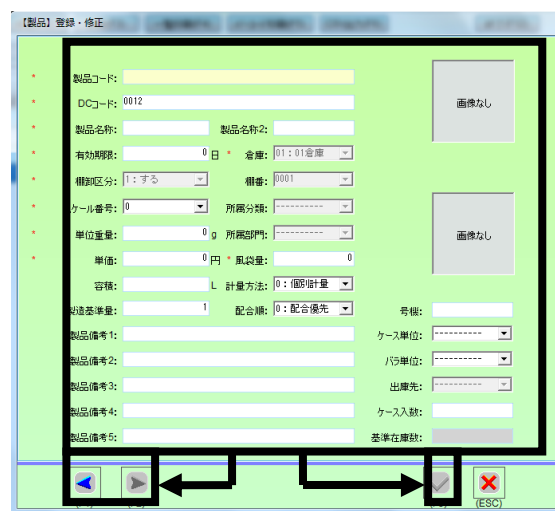 【製品】登録・修正
* 製品コード:
* DCコード: 0012
画像なし
* 製品名称: 製品名称2:
* 有効期限: 0 日 * 倉庫: 01:01倉庫
* 棚卸区分: 1:する 棚番: 0001
* ケール番号: 0 所属分類: ----------
* 単位重量: 0 g 所属部門: ----------
画像なし
* 単価: 0 円 * 風袋量: 0
容積: L 計量方法: 0:個別計量
製造基準量: 1 配合順: 0:配合優先 号機:
製品備考1: ケース単位: ----------
製品備考2: バラ単位: ----------
製品備考3: 出庫先: ----------
製品備考4: ケース入数:
製品備考5: 基準在庫数:
(ESC)